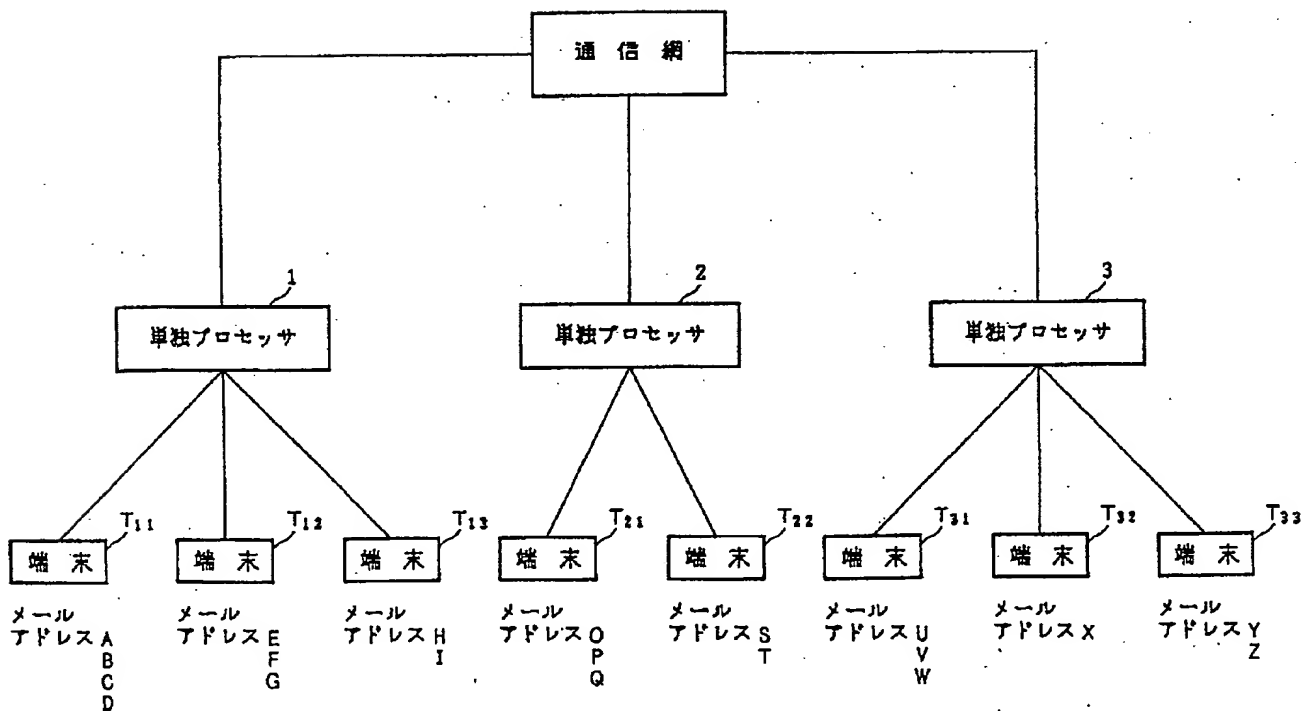 通信網
1
2
3
単独プロセッサ
単独プロセッサ
単独プロセッサ
T11
T12
T13
T21
T22
T31
T32
T33
端末
端末
端末
端末
端末
端末
端末
端末
メール
アドレス A
B
C
D
メール
アドレス E
F
G
メール
アドレス H
I
メール
アドレス O
P
Q
メール
アドレス S
T
メール
アドレス U
V
W
メール
アドレス X
メール
アドレス Y
Z